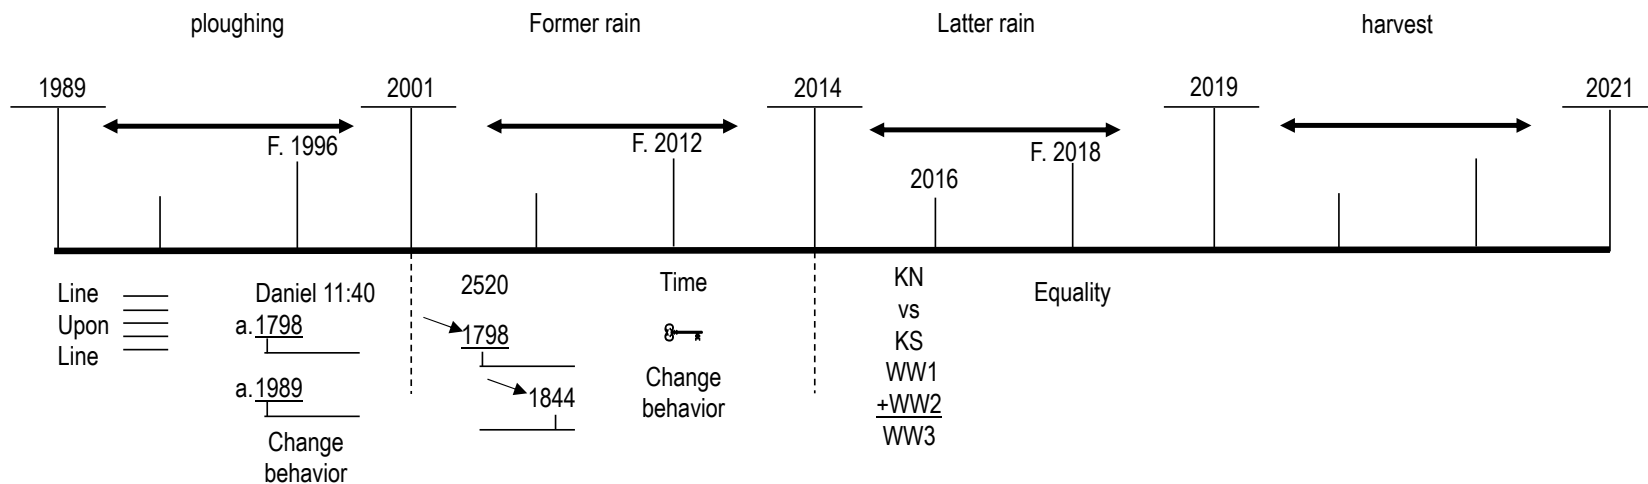 ploughing
Former rain
Latter rain
harvest
1989
2001
2014
2019
2021
F. 1996
F. 2012
2016
F. 2018
Line
Upon
Line
Daniel 11:40
a. 1798
a. 1989
Change
behavior
2520
1798
1844
Time
Change
behavior
KN
vs
KS
WW1
+WW2
WW3
Equality